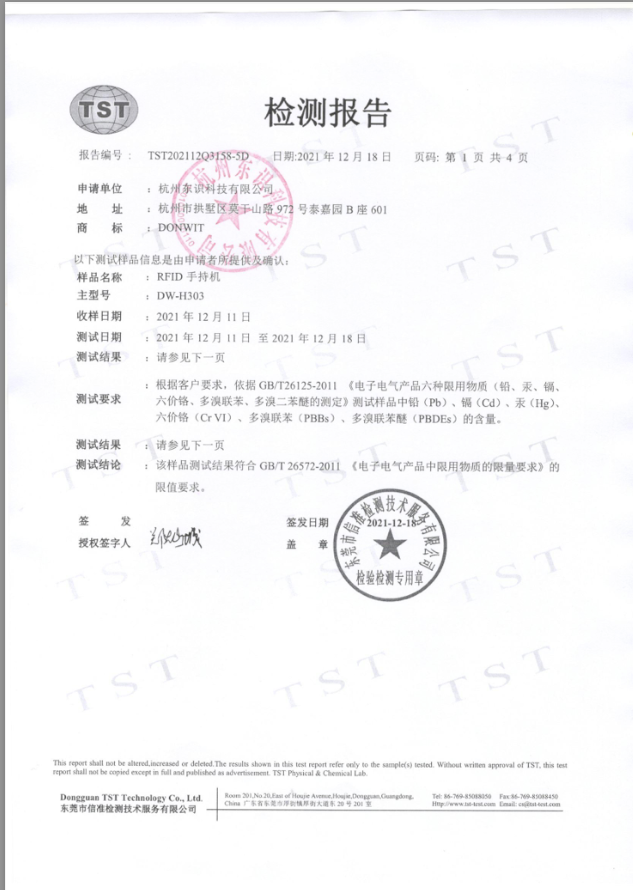 TST
检测报告
报告编号： TST202112Q3158-5D 日期:2021 年 12 月 18 日 页码: 第 1 页 共 4 页
申请单位 ：杭州东识科技有限公司
地 址 ：杭州市拱墅区莫干山路 972 号泰嘉园 B 座 601
商 标 ：DONWIT
以下测试样品信息是由申请者所提供及确认：
样品名称 ：RFID 手持机
主型号 ：DW-H303
收样日期 ：2021 年 12 月 11 日
测试日期 ：2021 年 12 月 11 日 至 2021 年 12 月 18 日
测试结果 ：请参见下一页
测试要求 ：根据客户要求，依据 GB/T26125-2011 《电子电气产品六种限用物质（铅、汞、镉、
六价铬、多溴联苯、多溴二苯醚的测定》测试样品中铅（Pb）、镉（Cd）、汞（Hg）、
六价铬（Cr VI）、多溴联苯（PBBs）、多溴联苯醚（PBDEs）的含量。
测试结果 ：请参见下一页
测试结论 ：该样品测试结果符合 GB/T 26572-2011 《电子电气产品中限用物质的限量要求》的
限值要求。
签 发
授权签字人
签发日期 2021-12-18
盖 章
东莞市信准检测技术服务有限公司
检验检测专用章
杭州东识科技有限公司
This report shall not be altered,increased or deleted.The results shown in this test report refer only to the sample(s) tested. Without written approval of TST, this test
report shall not be copied except in full and published as advertisement. TST Physical & Chemical Lab.
Dongguan TST Technology Co., Ltd.
东莞市信准检测技术服务有限公司
Room 201,No.20,East of Houjie Avenue,Houjie,Dongguan,Guangdong,
China. 广东省东莞市厚街镇厚街大道东 20 号 201 室
Tel: 86-769-85088050 Fax:86-769-85088450
Http://www.tst-test.com Email: cs@tst-test.com